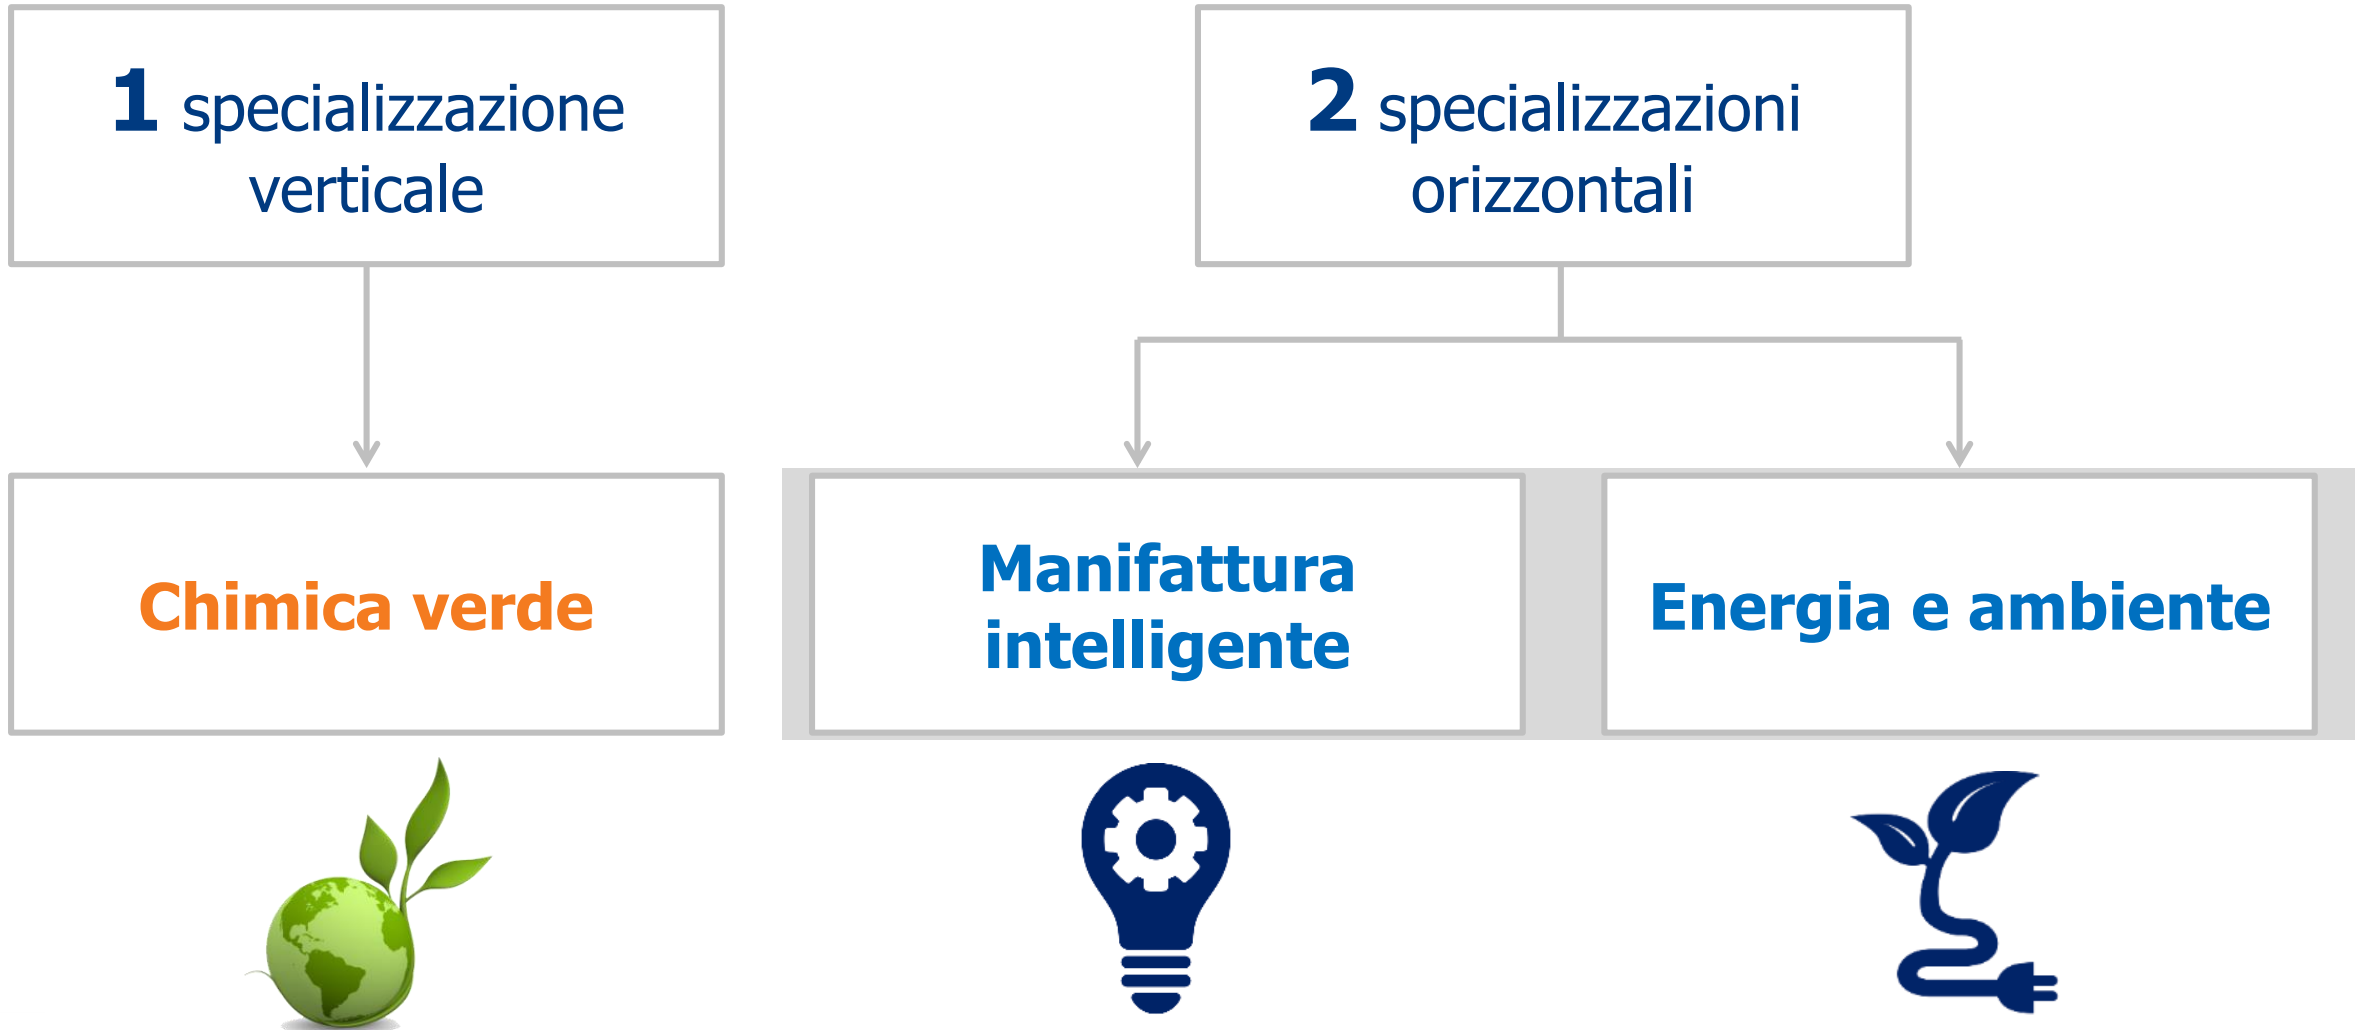 1 specializzazione
verticale
2 specializzazioni
orizzontali
Chimica verde
Manifattura
intelligente
Energia e ambiente